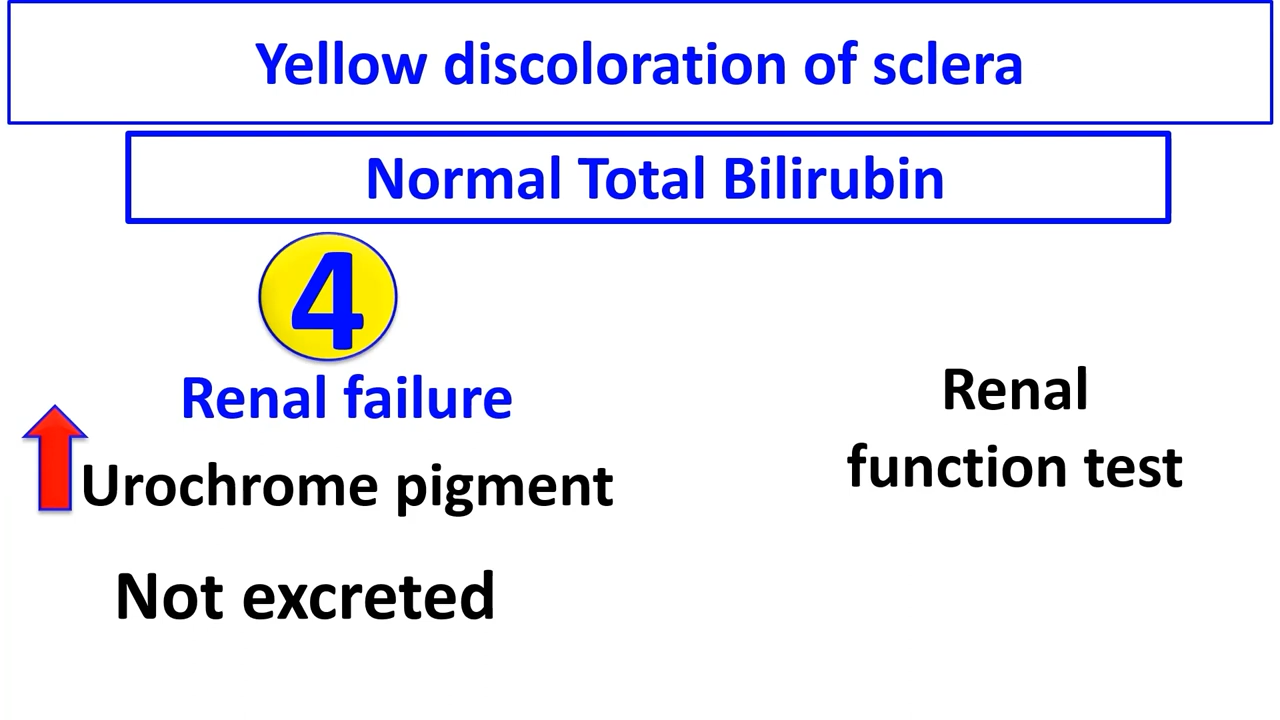 Yellow discoloration of sclera
Normal Total Bilirubin
4
Renal failure
Urochrome pigment
Not excreted
Renal
function test